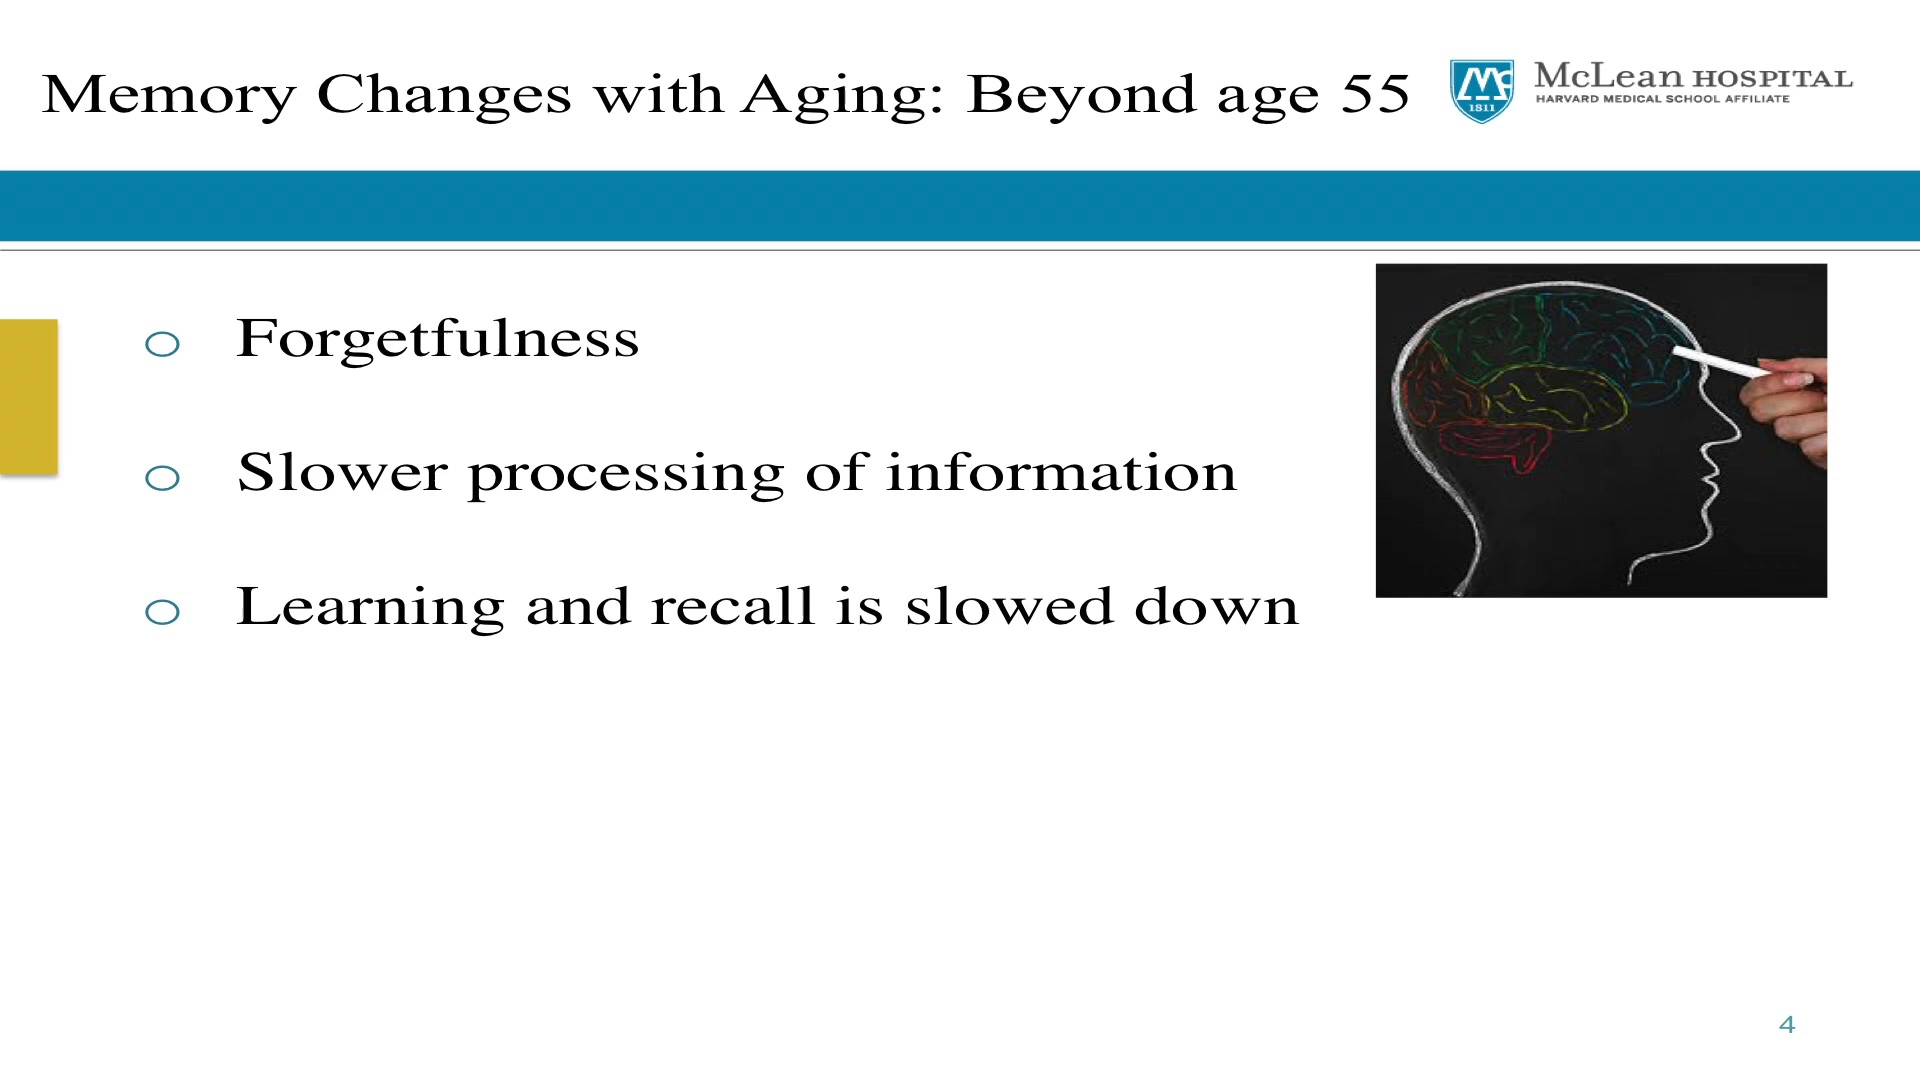 Memory Changes with Aging: Beyond age 55
McLean HOSPITAL
HARVARD MEDICAL SCHOOL AFFILIATE
1811
o Forgetfulness
o Slower processing of information
o Learning and recall is slowed down
4